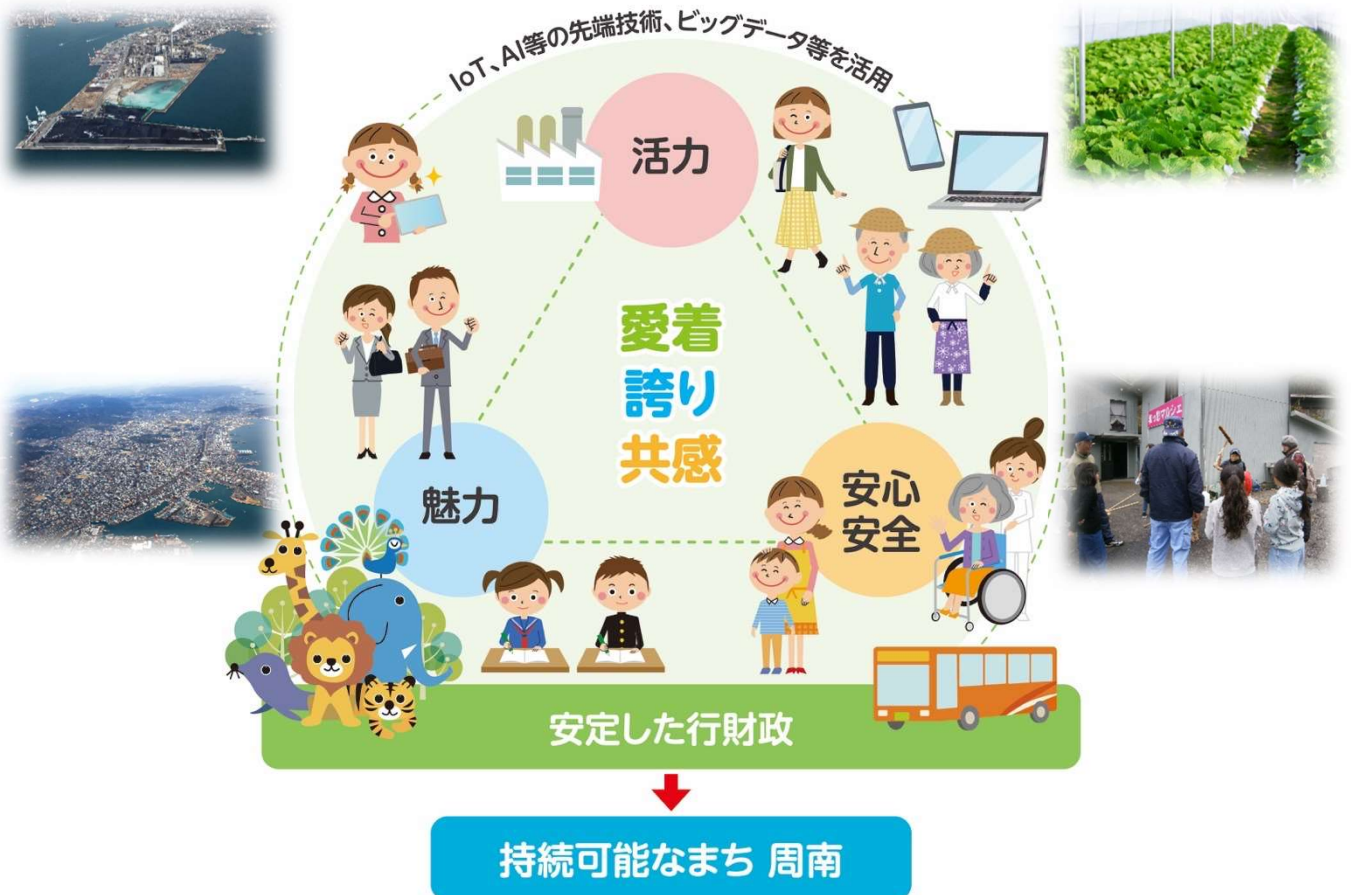 IoT、AI等の先端技術、ビッグデータ等を活用
活力
愛着
誇り
共感
魅力
安心
安全
安定した行財政
持続可能なまち 周南